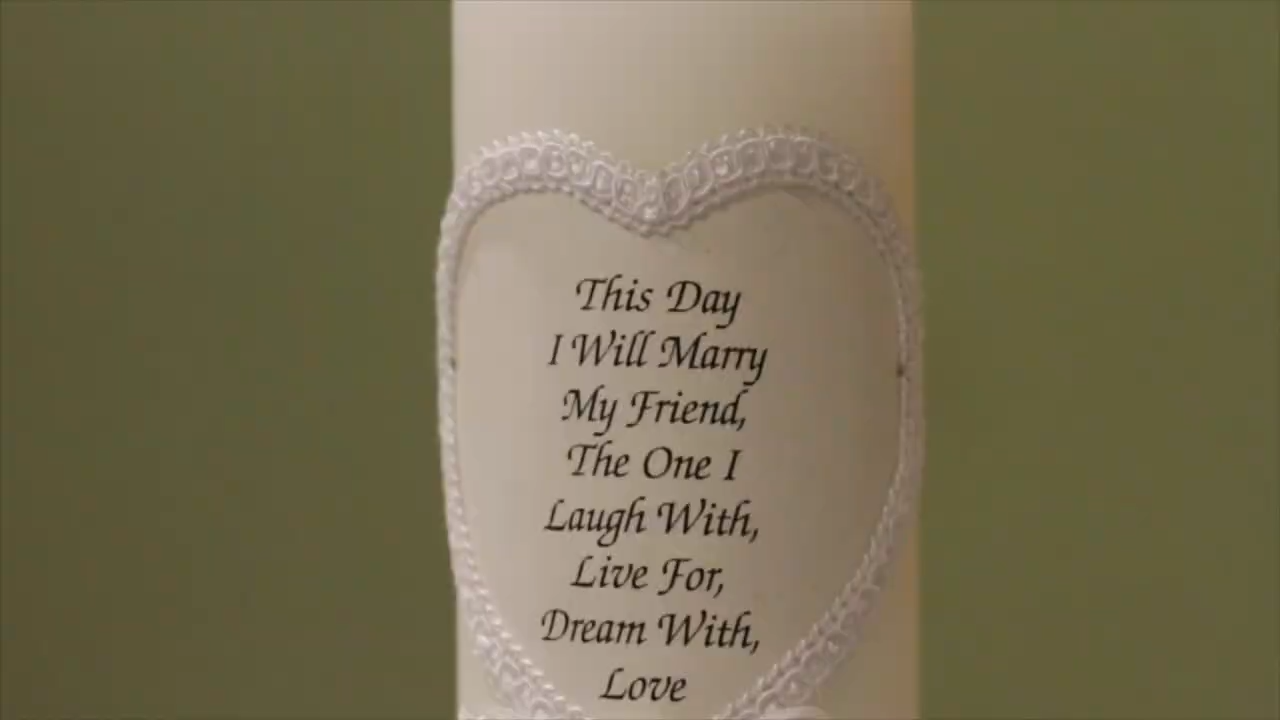 This Day
I Will Marry
My Friend,
The One I
Laugh With,
Live For,
Dream With,
Love